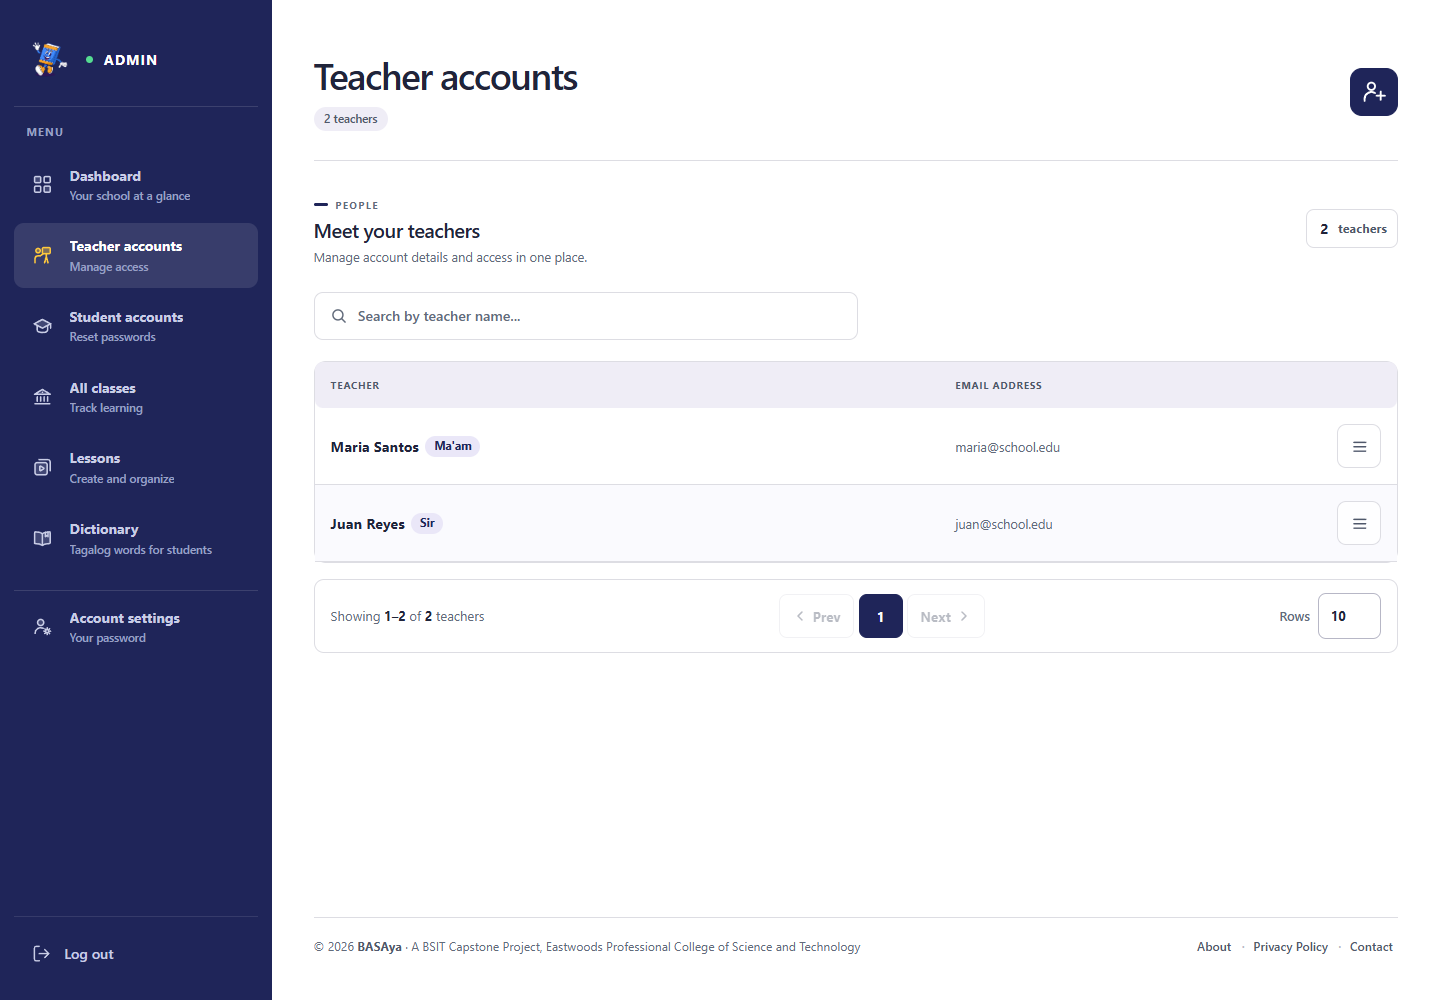 ADMIN
MENU
Dashboard
Your school at a glance
Teacher accounts
Manage access
Student accounts
Reset passwords
All classes
Track learning
Lessons
Create and organize
Dictionary
Tagalog words for students
Account settings
Your password
Log out
Teacher accounts
2 teachers
PEOPLE
Meet your teachers
Manage account details and access in one place.
2 teachers
Search by teacher name...
TEACHER EMAIL ADDRESS
Maria Santos Ma'am maria@school.edu
Juan Reyes Sir juan@school.edu
Showing 1–2 of 2 teachers Prev 1 Next Rows 10
© 2026 BASAya · A BSIT Capstone Project, Eastwoods Professional College of Science and Technology About · Privacy Policy · Contact